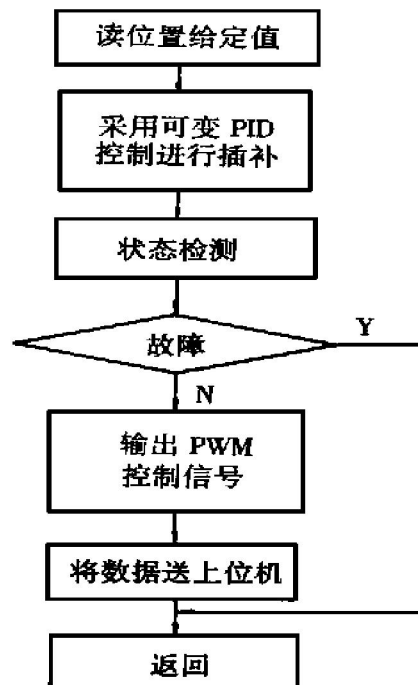 读位置给定值
采用可变 PID
控制进行插补
状态检测
故障
Y
N
输出 PWM
控制信号
将数据送上位机
返回